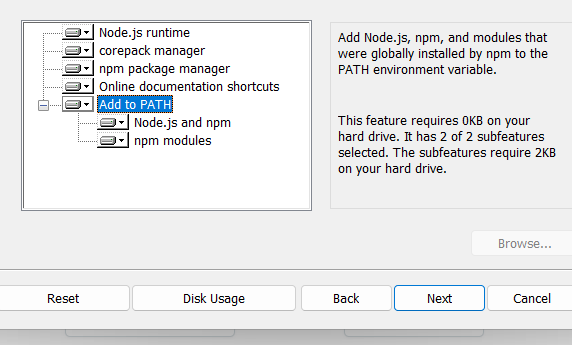 Node.js runtime
corepack manager
npm package manager
Online documentation shortcuts
Add to PATH
Node.js and npm
npm modules
Add Node.js, npm, and modules that
were globally installed by npm to the
PATH environment variable.
This feature requires 0KB on your
hard drive. It has 2 of 2 subfeatures
selected. The subfeatures require 2KB
on your hard drive.
Browse...
Reset
Disk Usage
Back
Next
Cancel